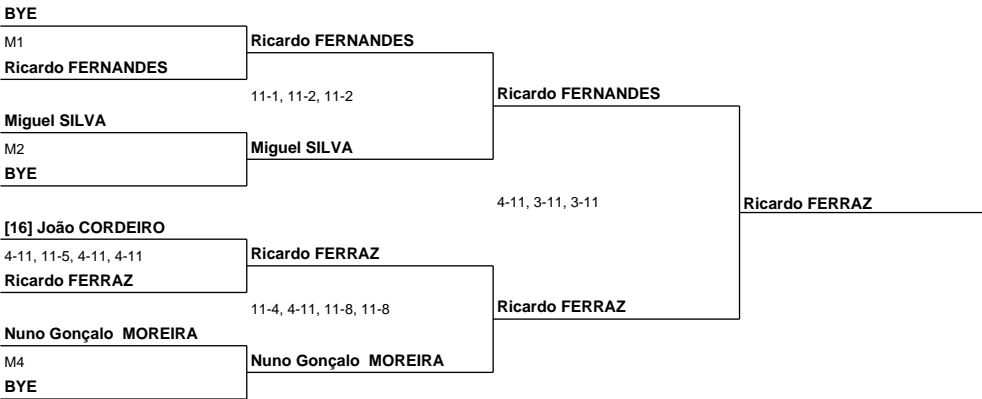 BYE
M1
Ricardo FERNANDES
Ricardo FERNANDES
11-1, 11-2, 11-2
Ricardo FERNANDES
Miguel SILVA
M2
Miguel SILVA
BYE
4-11, 3-11, 3-11
Ricardo FERRAZ
[16] João CORDEIRO
4-11, 11-5, 4-11, 4-11
Ricardo FERRAZ
Ricardo FERRAZ
11-4, 4-11, 11-8, 11-8
Ricardo FERRAZ
Nuno Gonçalo  MOREIRA
M4
Nuno Gonçalo  MOREIRA
BYE